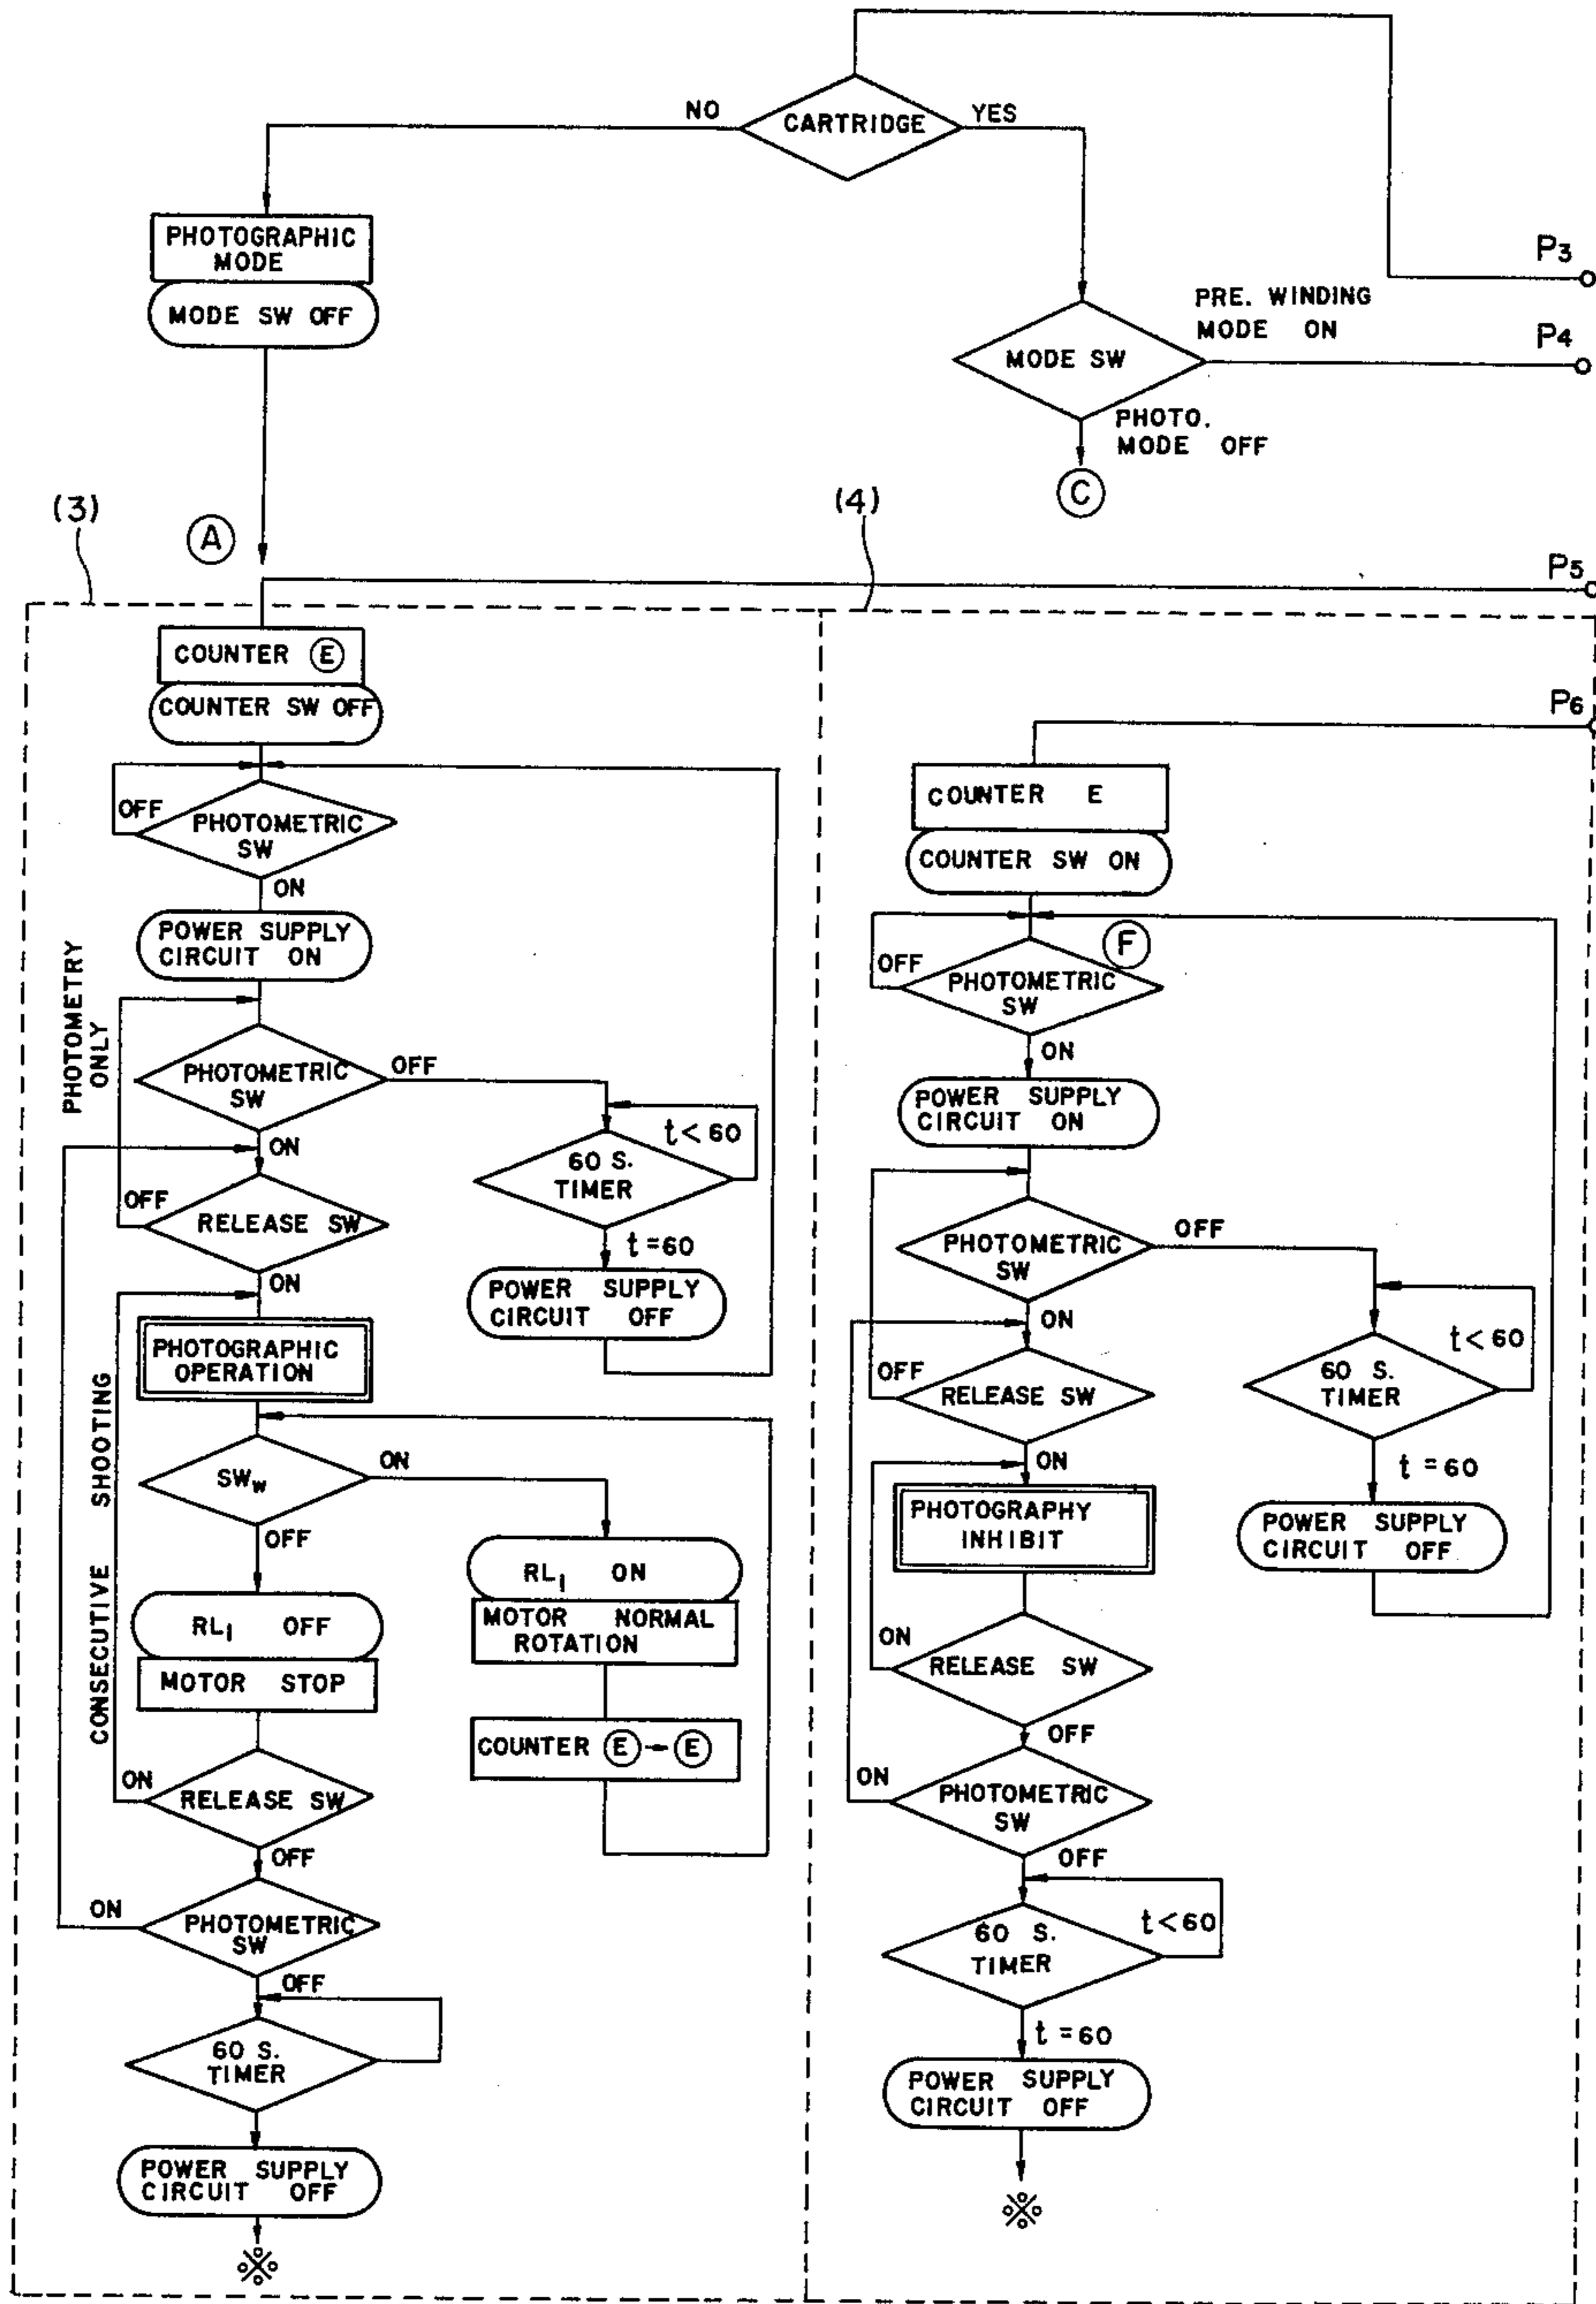 CARTRIDGE
NO
YES
PHOTOGRAPHIC
MODE
MODE SW OFF
P3
PRE. WINDING
MODE ON
P4
MODE SW
PHOTO.
MODE OFF
C
(3)
(4)
A
P5
COUNTER E
COUNTER SW OFF
OFF
PHOTOMETRIC
SW
ON
POWER SUPPLY
CIRCUIT ON
PHOTOMETRY
ONLY
PHOTOMETRIC
SW
OFF
ON
t<60
60 S.
TIMER
t=60
POWER SUPPLY
CIRCUIT OFF
OFF
RELEASE SW
ON
PHOTOGRAPHIC
OPERATION
CONSECUTIVE SHOOTING
SWw
ON
OFF
RL1 ON
MOTOR NORMAL
ROTATION
COUNTER E→E
RL1 OFF
MOTOR STOP
ON
RELEASE SW
OFF
ON
PHOTOMETRIC
SW
OFF
60 S.
TIMER
POWER SUPPLY
CIRCUIT OFF
※
P6
COUNTER E
COUNTER SW ON
F
OFF
PHOTOMETRIC
SW
ON
POWER SUPPLY
CIRCUIT ON
PHOTOMETRIC
SW
OFF
ON
t<60
60 S.
TIMER
t=60
POWER SUPPLY
CIRCUIT OFF
OFF
RELEASE SW
ON
PHOTOGRAPHY
INHIBIT
ON
RELEASE SW
OFF
ON
PHOTOMETRIC
SW
OFF
t<60
60 S.
TIMER
t=60
POWER SUPPLY
CIRCUIT OFF
※